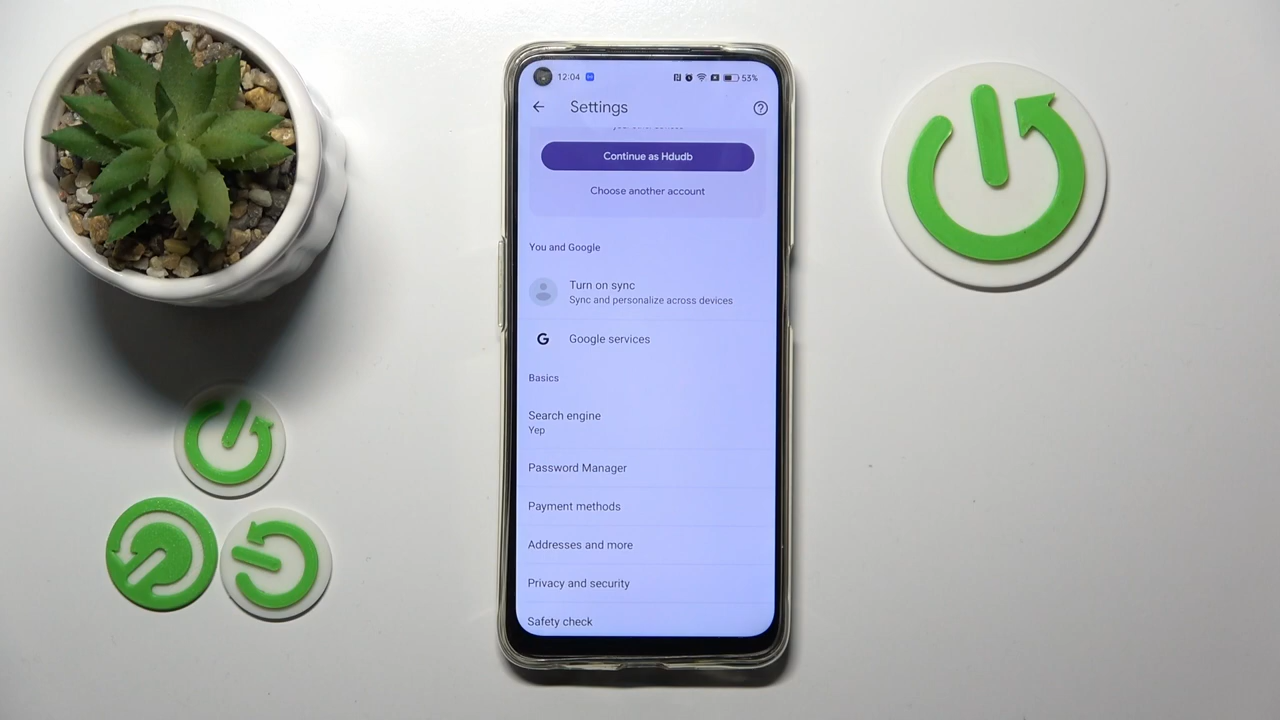 12:04
53%
Settings
Continue as Hdudb
Choose another account
You and Google
Turn on sync
Sync and personalize across devices
G
Google services
Basics
Search engine
Yep
Password Manager
Payment methods
Addresses and more
Privacy and security
Safety check